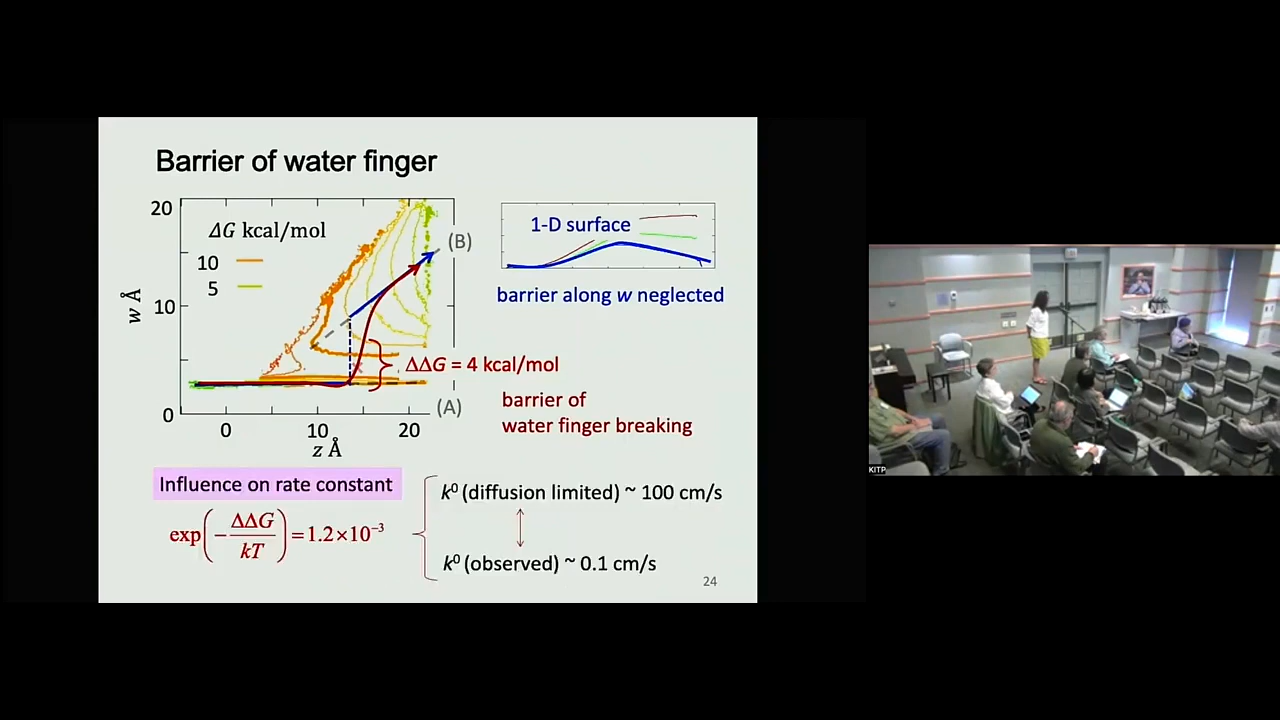 Barrier of water finger
20
10
0
w Å
ΔG kcal/mol
10
5
(B)
(A)
0 10 20
z Å
ΔΔG = 4 kcal/mol
1-D surface
barrier along w neglected
barrier of
water finger breaking
Influence on rate constant
exp(−ΔΔG/kT) = 1.2×10⁻³
k⁰ (diffusion limited) ~ 100 cm/s
k⁰ (observed) ~ 0.1 cm/s
24
KITP